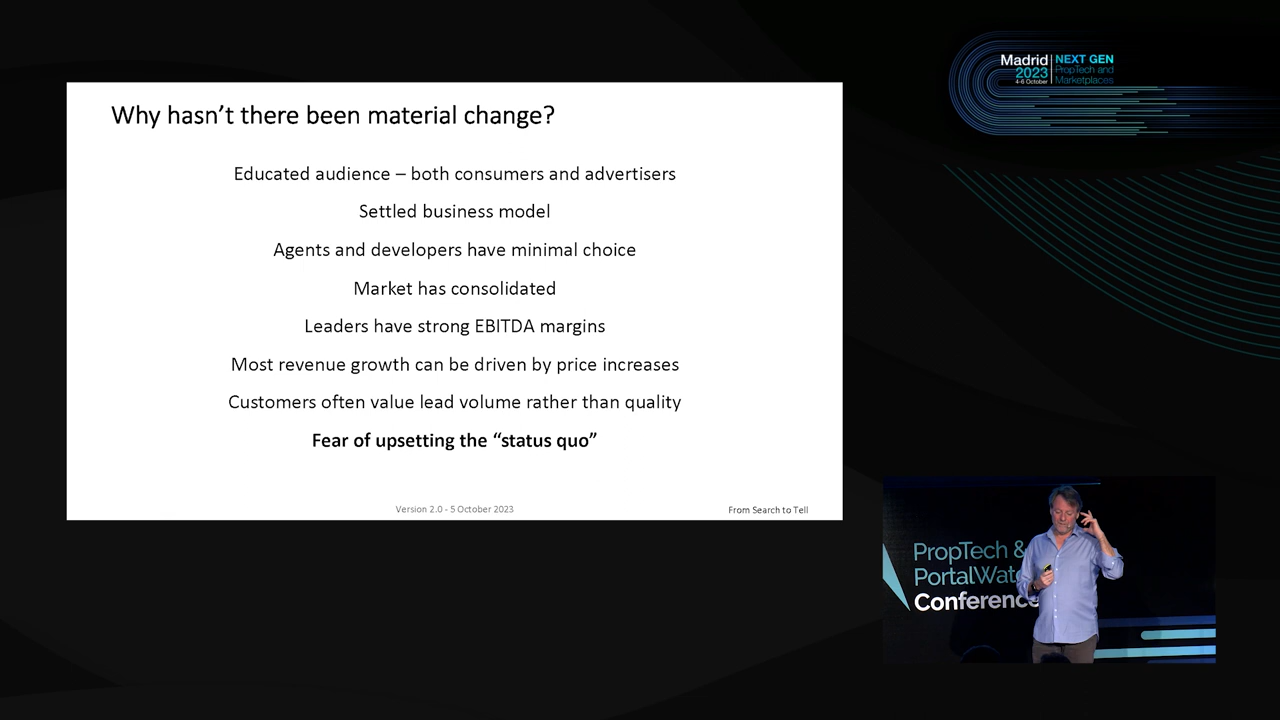 Madrid
2023
4-6 October
NEXT GEN
PropTech and
Marketplaces
Why hasn't there been material change?
Educated audience – both consumers and advertisers
Settled business model
Agents and developers have minimal choice
Market has consolidated
Leaders have strong EBITDA margins
Most revenue growth can be driven by price increases
Customers often value lead volume rather than quality
Fear of upsetting the “status quo”
Version 2.0 - 5 October 2023
From Search to Tell
PropTech &
PortalWat
Conference